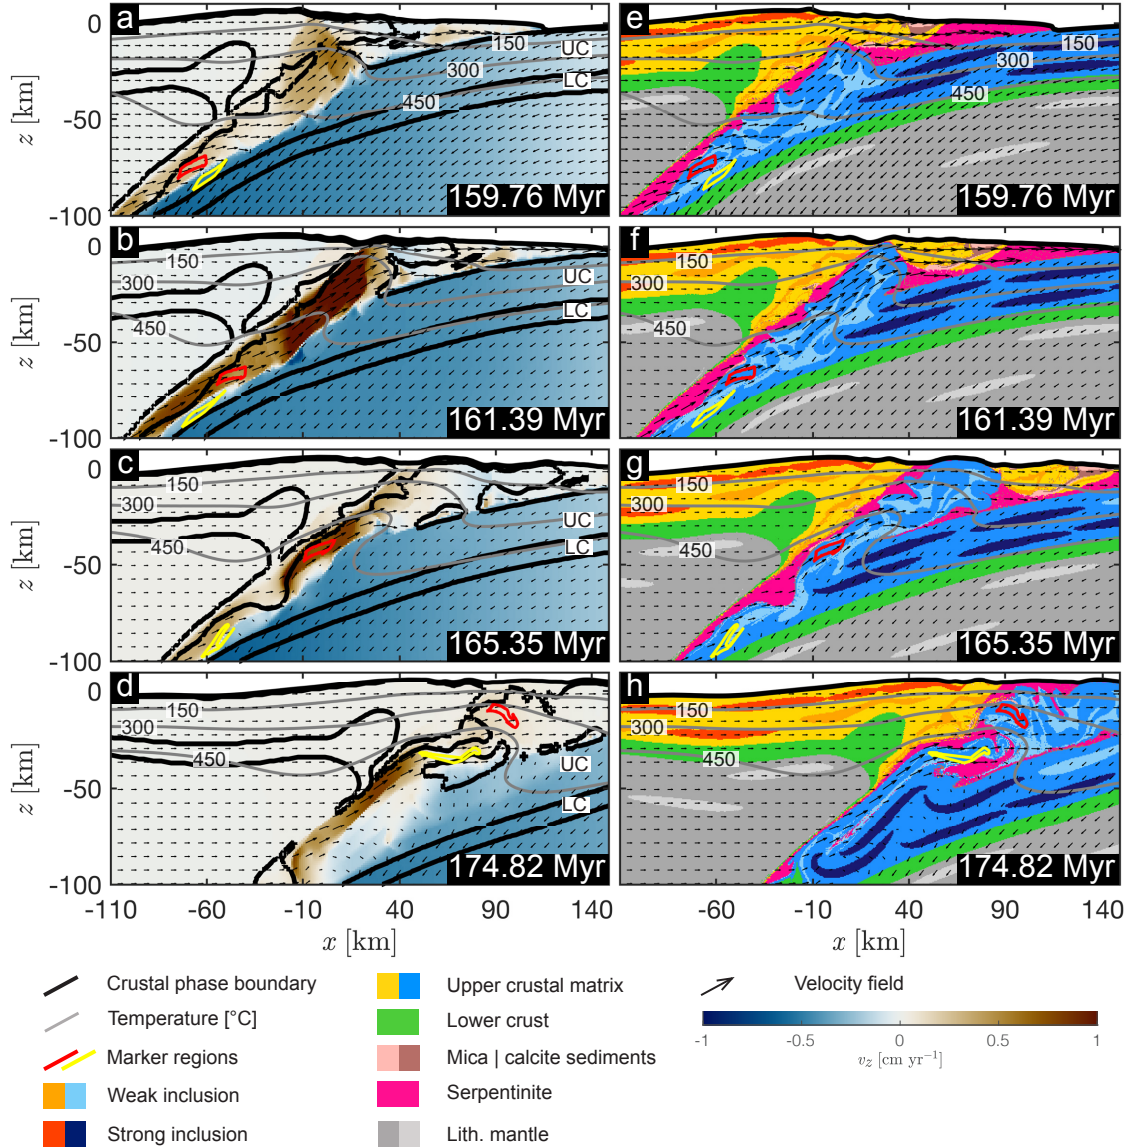 a
0
-50
-100
z [km]
150
300
450
UC
LC
159.76 Myr
e
150
300
450
159.76 Myr
b
0
-50
-100
z [km]
150
300
450
UC
LC
161.39 Myr
f
150
300
450
161.39 Myr
c
0
-50
-100
z [km]
150
300
450
UC
LC
165.35 Myr
g
150
300
450
165.35 Myr
d
0
-50
-100
z [km]
150
300
450
UC
LC
174.82 Myr
h
150
300
450
174.82 Myr
-110 -60 -10 40 90 140
x [km]
-60 -10 40 90 140
x [km]
Crustal phase boundary
Temperature [°C]
Marker regions
Weak inclusion
Strong inclusion
Upper crustal matrix
Lower crust
Mica | calcite sediments
Serpentinite
Lith. mantle
Velocity field
-1 -0.5 0 0.5 1
v_z [cm yr⁻¹]